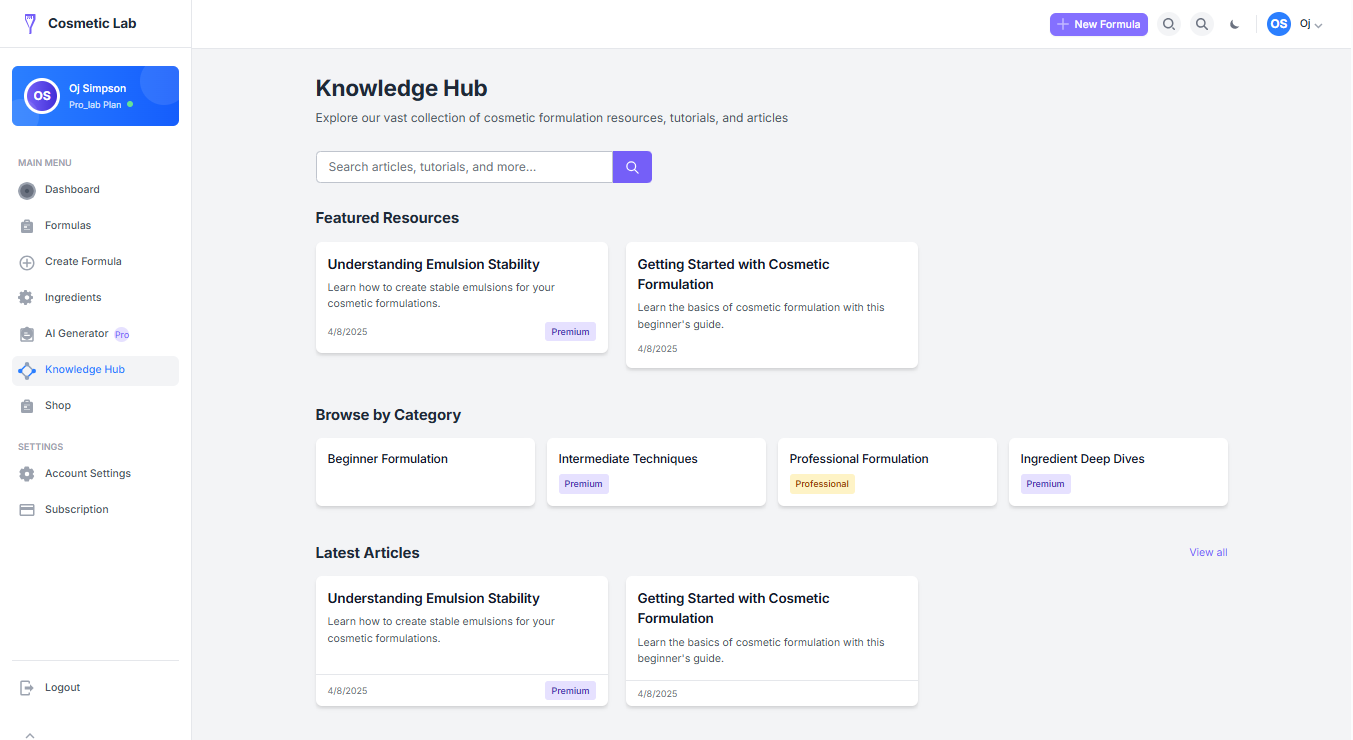 Cosmetic Lab
New Formula
OS
Oj
OS
Oj Simpson
Pro_lab Plan
MAIN MENU
Dashboard
Formulas
Create Formula
Ingredients
AI Generator Pro
Knowledge Hub
Shop
SETTINGS
Account Settings
Subscription
Logout
Knowledge Hub
Explore our vast collection of cosmetic formulation resources, tutorials, and articles
Search articles, tutorials, and more...
Featured Resources
Understanding Emulsion Stability
Learn how to create stable emulsions for your
cosmetic formulations.
4/8/2025
Premium
Getting Started with Cosmetic
Formulation
Learn the basics of cosmetic formulation with this
beginner's guide.
4/8/2025
Browse by Category
Beginner Formulation
Intermediate Techniques
Premium
Professional Formulation
Professional
Ingredient Deep Dives
Premium
Latest Articles
View all
Understanding Emulsion Stability
Learn how to create stable emulsions for your
cosmetic formulations.
4/8/2025
Premium
Getting Started with Cosmetic
Formulation
Learn the basics of cosmetic formulation with this
beginner's guide.
4/8/2025